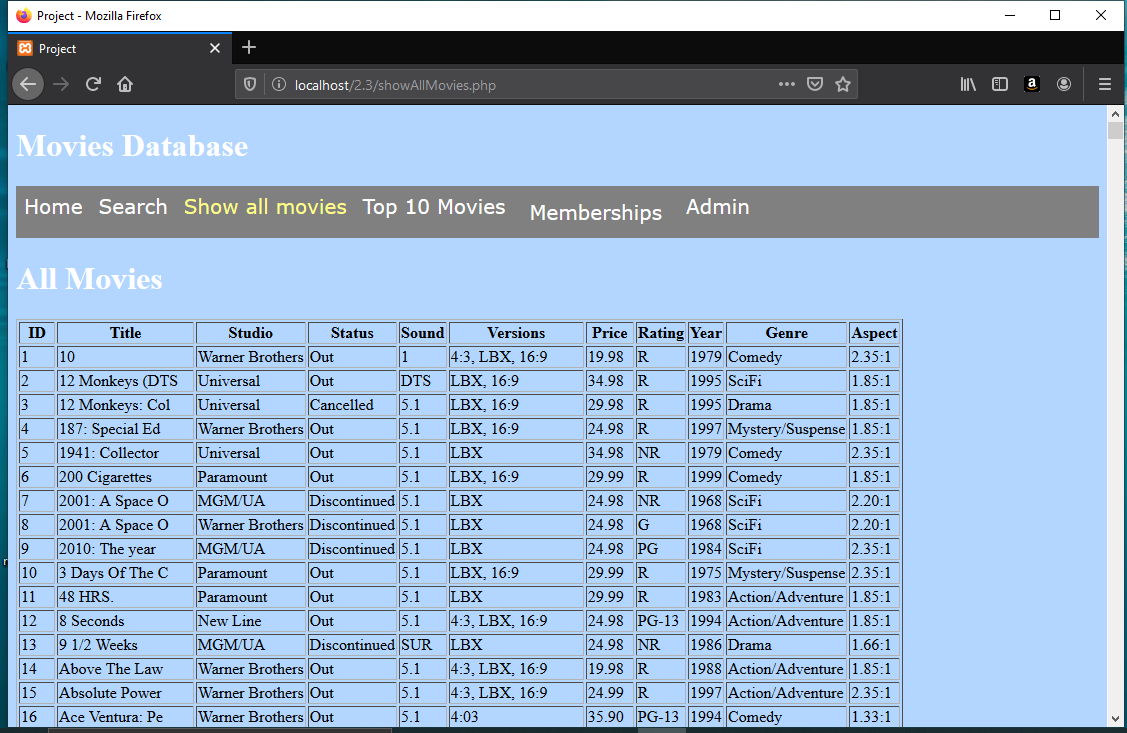 Project - Mozilla Firefox
Project
localhost/2.3/showAllMovies.php
Movies Database
Home Search Show all movies Top 10 Movies Memberships Admin
All Movies
ID Title Studio Status Sound Versions Price Rating Year Genre Aspect
1 10 Warner Brothers Out 1 4:3, LBX, 16:9 19.98 R 1979 Comedy 2.35:1
2 12 Monkeys (DTS Universal Out DTS LBX, 16:9 34.98 R 1995 SciFi 1.85:1
3 12 Monkeys: Col Universal Cancelled 5.1 LBX, 16:9 29.98 R 1995 Drama 1.85:1
4 187: Special Ed Warner Brothers Out 5.1 LBX, 16:9 24.98 R 1997 Mystery/Suspense 1.85:1
5 1941: Collector Universal Out 5.1 LBX 34.98 NR 1979 Comedy 2.35:1
6 200 Cigarettes Paramount Out 5.1 LBX, 16:9 29.99 R 1999 Comedy 1.85:1
7 2001: A Space O MGM/UA Discontinued 5.1 LBX 24.98 NR 1968 SciFi 2.20:1
8 2001: A Space O Warner Brothers Discontinued 5.1 LBX 24.98 G 1968 SciFi 2.20:1
9 2010: The year MGM/UA Discontinued 5.1 LBX 24.98 PG 1984 SciFi 2.35:1
10 3 Days Of The C Paramount Out 5.1 LBX, 16:9 29.99 R 1975 Mystery/Suspense 2.35:1
11 48 HRS. Paramount Out 5.1 LBX 29.99 R 1983 Action/Adventure 1.85:1
12 8 Seconds New Line Out 5.1 4:3, LBX, 16:9 24.98 PG-13 1994 Action/Adventure 1.85:1
13 9 1/2 Weeks MGM/UA Discontinued SUR LBX 24.98 NR 1986 Drama 1.66:1
14 Above The Law Warner Brothers Out 5.1 4:3, LBX, 16:9 19.98 R 1988 Action/Adventure 1.85:1
15 Absolute Power Warner Brothers Out 5.1 4:3, LBX, 16:9 24.99 R 1997 Action/Adventure 2.35:1
16 Ace Ventura: Pe Warner Brothers Out 5.1 4:03 35.90 PG-13 1994 Comedy 1.33:1